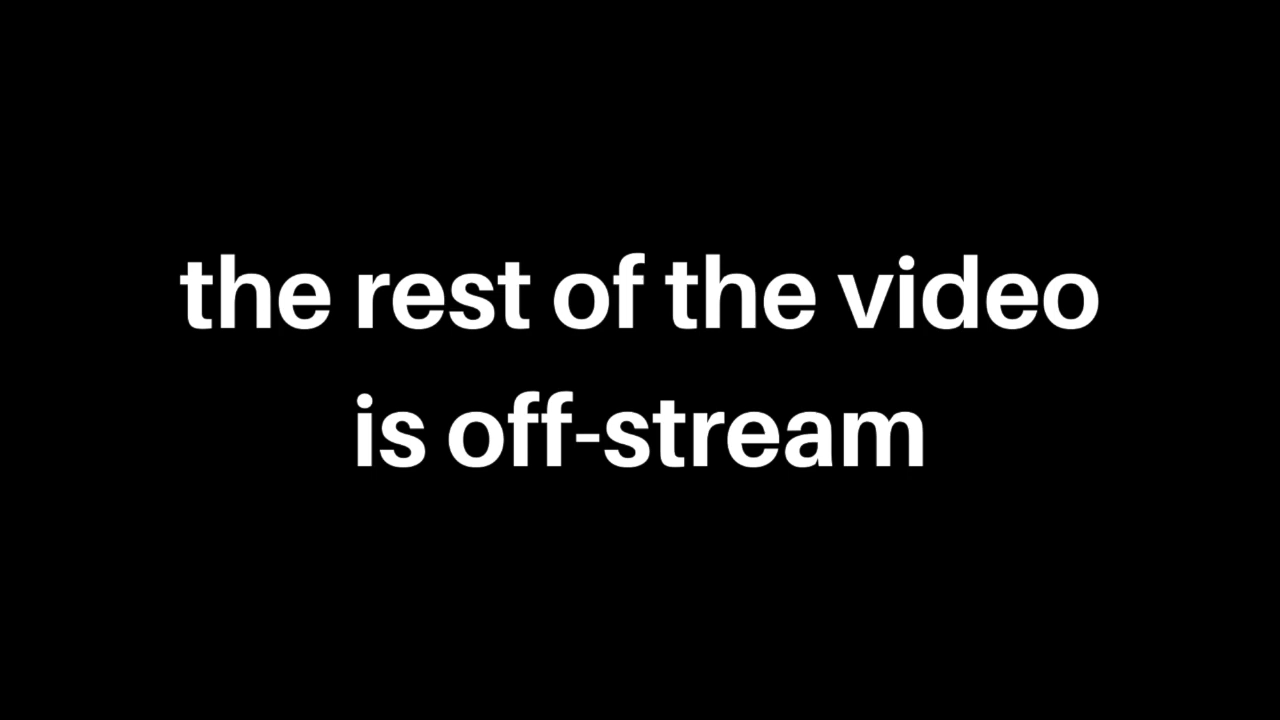 the rest of the video
is off-stream